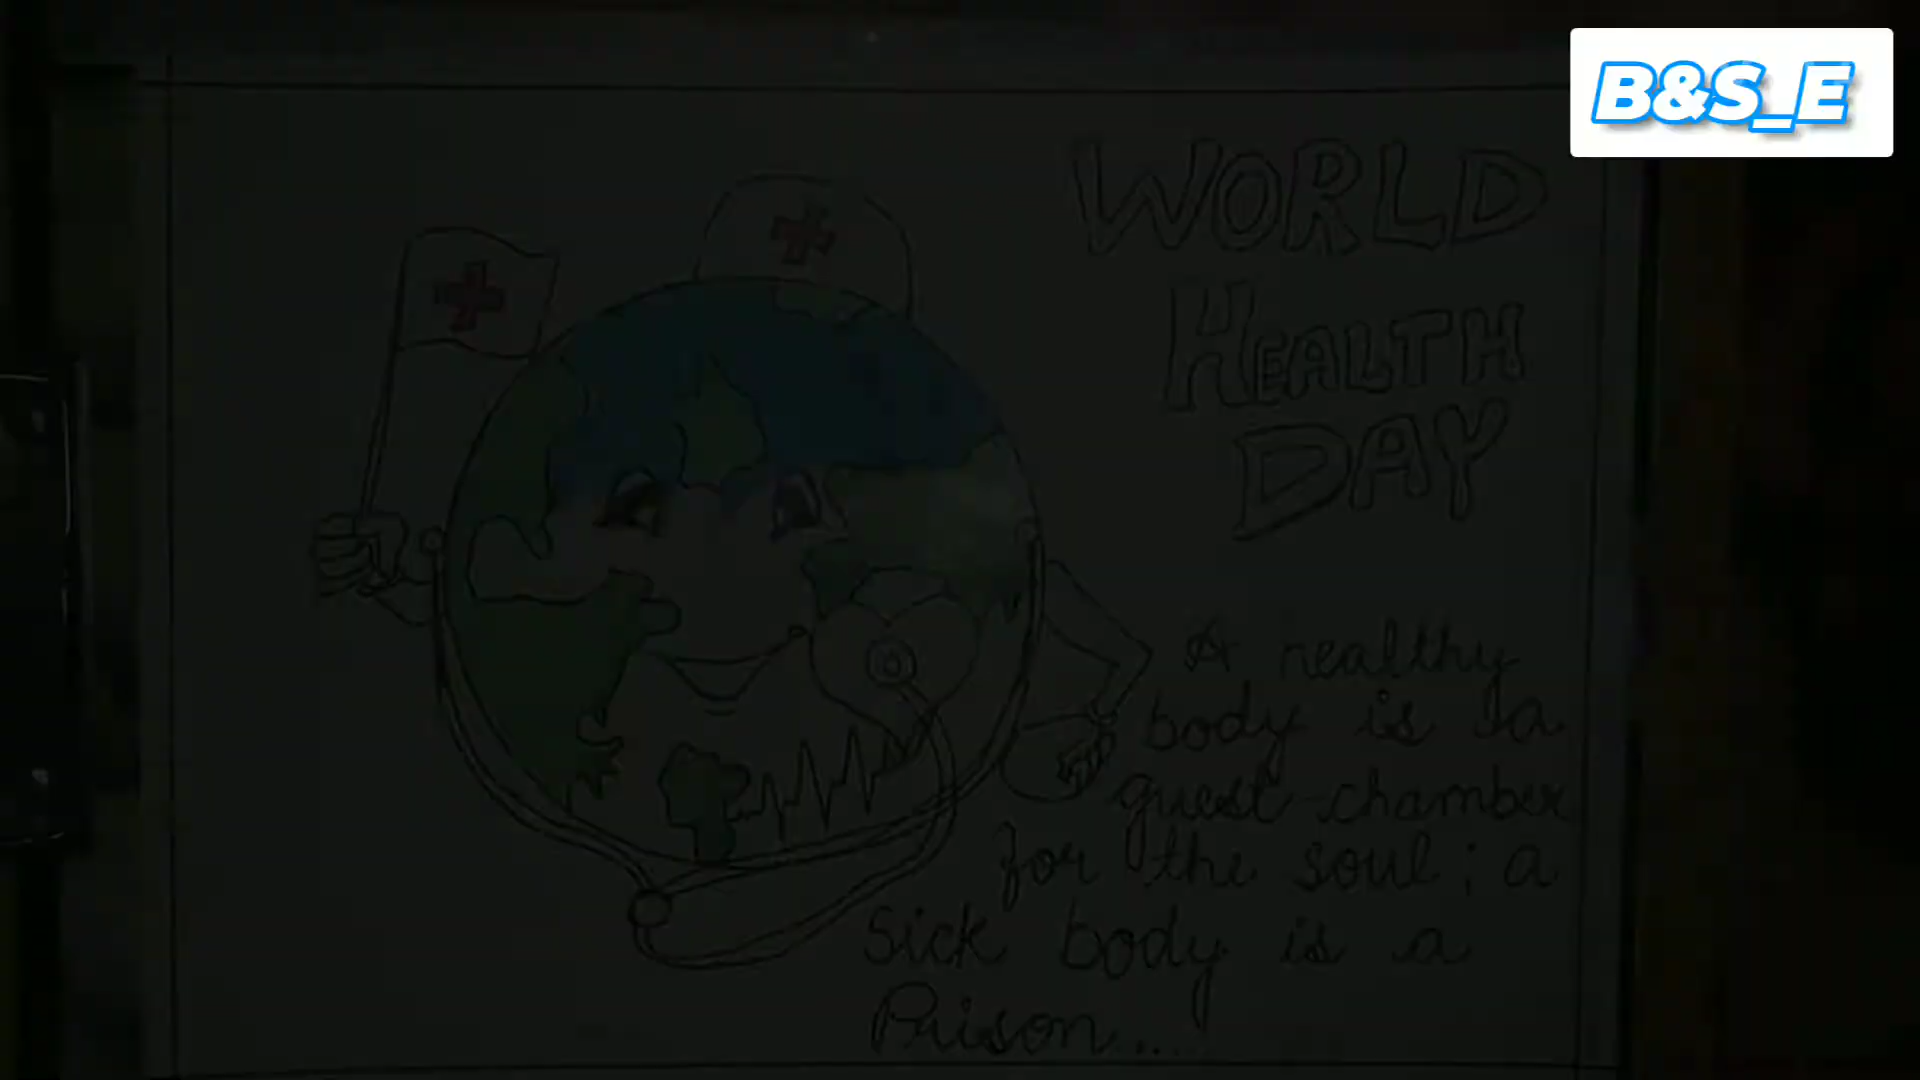 B&S_E
WORLD
HEALTH
DAY
A healthy
body is a
guest-chamber
for the soul; a
Sick body is a
Prison....